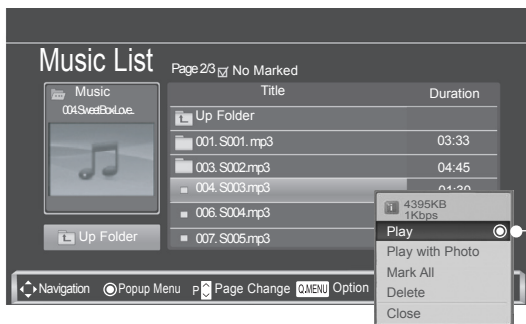 Music List
Page 2/3 No Marked
Music
004.SweetBoxLove..
Title
Duration
Up Folder
001. S001. mp3
03:33
003. S002.mp3
04:45
004. S003.mp3
01:30
006. S004.mp3
007. S005.mp3
Up Folder
4395KB
1Kbps
Play
Play with Photo
Mark All
Delete
Close
Navigation
Popup Menu
P Page Change
Q.MENU Option